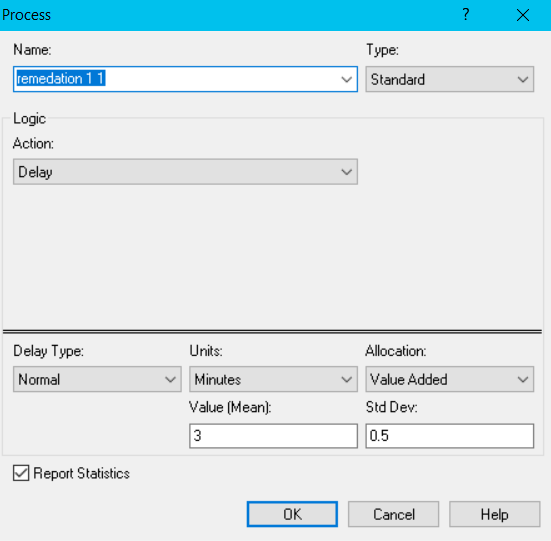 Process ?
Name: Type:
remedation 1 1 Standard
Logic
Action:
Delay
Delay Type: Units: Allocation:
Normal Minutes Value Added
Value (Mean): Std Dev:
3 0.5
Report Statistics
OK Cancel Help